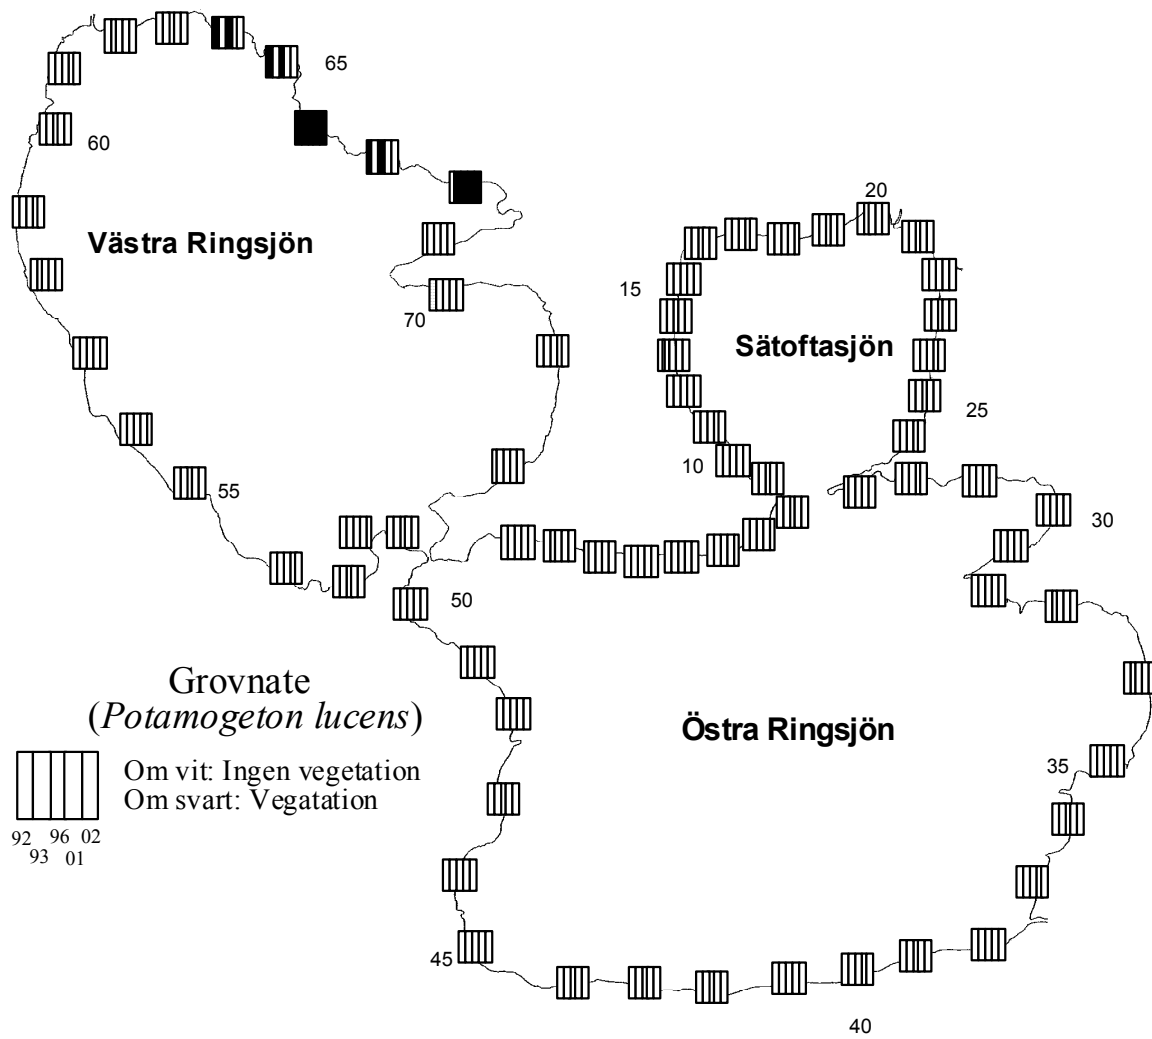 65
60
20
Västra Ringsjön
15
70
Sätoftasjön
25
10
55
30
50
Grovnate
(Potamogeton lucens)
Östra Ringsjön
Om vit: Ingen vegetation
Om svart: Vegatation
35
92 96 02
93 01
45
40